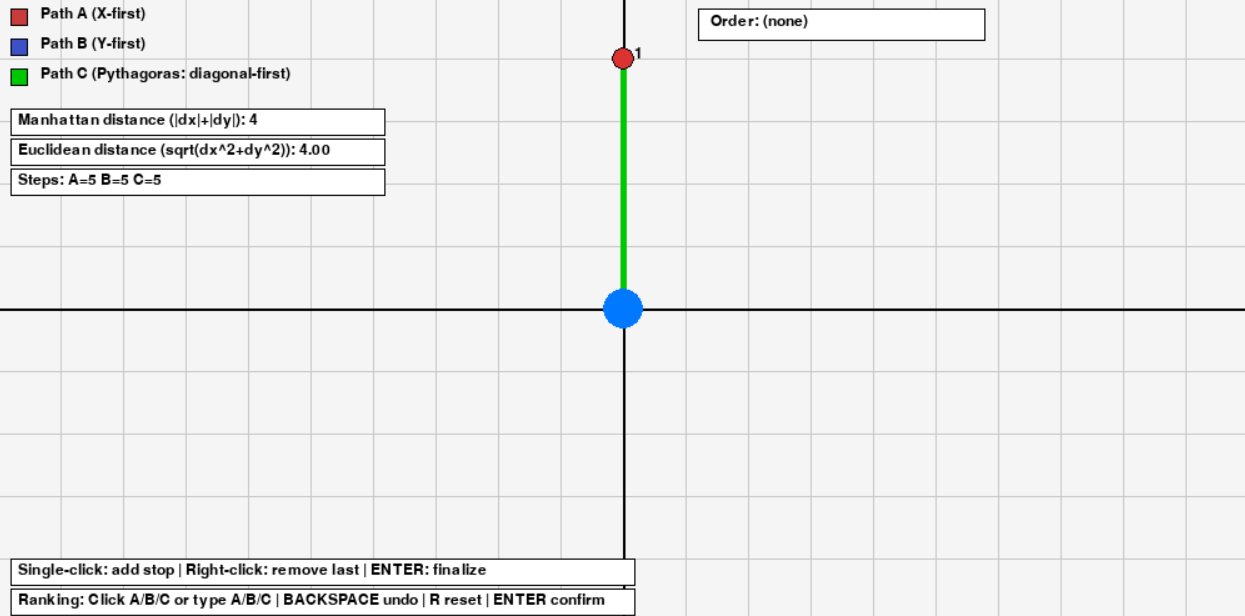 Path A (X-first)
Path B (Y-first)
Path C (Pythagoras: diagonal-first)
Manhattan distance (|dx|+|dy|): 4
Euclidean distance (sqrt(dx^2+dy^2)): 4.00
Steps: A=5 B=5 C=5
Order: (none)
1
Single-click: add stop | Right-click: remove last | ENTER: finalize
Ranking: Click A/B/C or type A/B/C | BACKSPACE undo | R reset | ENTER confirm